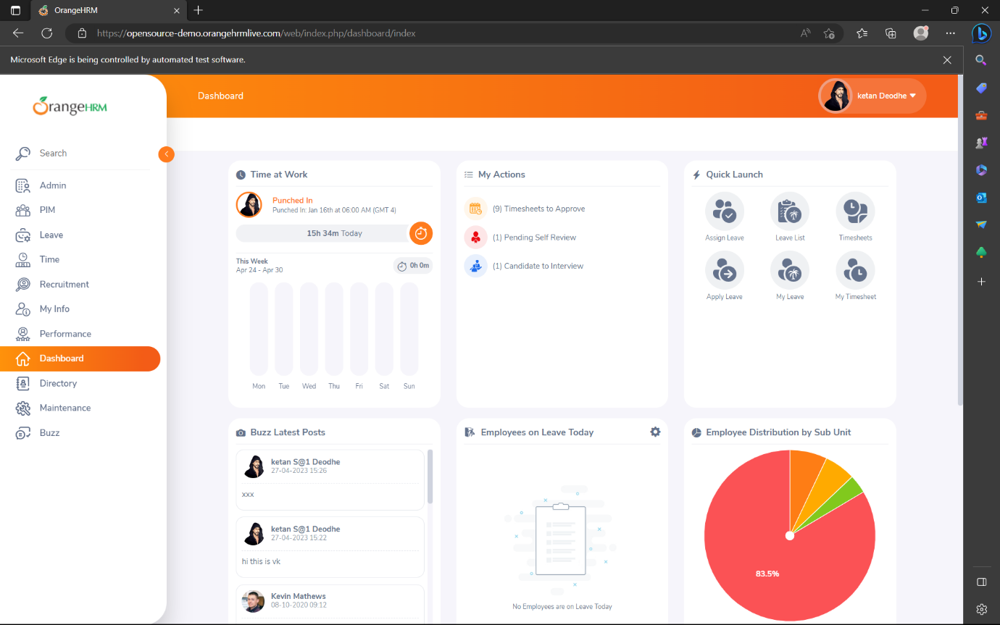 OrangeHRM
https://opensource-demo.orangehrmlive.com/web/index.php/dashboard/index
Microsoft Edge is being controlled by automated test software.
OrangeHRM
Dashboard
ketan Deodhe
Search
Admin
PIM
Leave
Time
Recruitment
My Info
Performance
Dashboard
Directory
Maintenance
Buzz
Time at Work
Punched In
Punched In: Jan 16th at 06:00 AM (GMT 4)
15h 34m Today
This Week
Apr 24 - Apr 30
0h 0m
Mon Tue Wed Thu Fri Sat Sun
My Actions
(9) Timesheets to Approve
(1) Pending Self Review
(1) Candidate to Interview
Quick Launch
Assign Leave Leave List Timesheets
Apply Leave My Leave My Timesheet
Buzz Latest Posts
ketan S@1 Deodhe
27-04-2023 15:26
xxx
ketan S@1 Deodhe
27-04-2023 15:22
hi this is vk
Kevin Mathews
08-10-2020 09:12
Employees on Leave Today
No Employees are on Leave Today
Employee Distribution by Sub Unit
83.5%